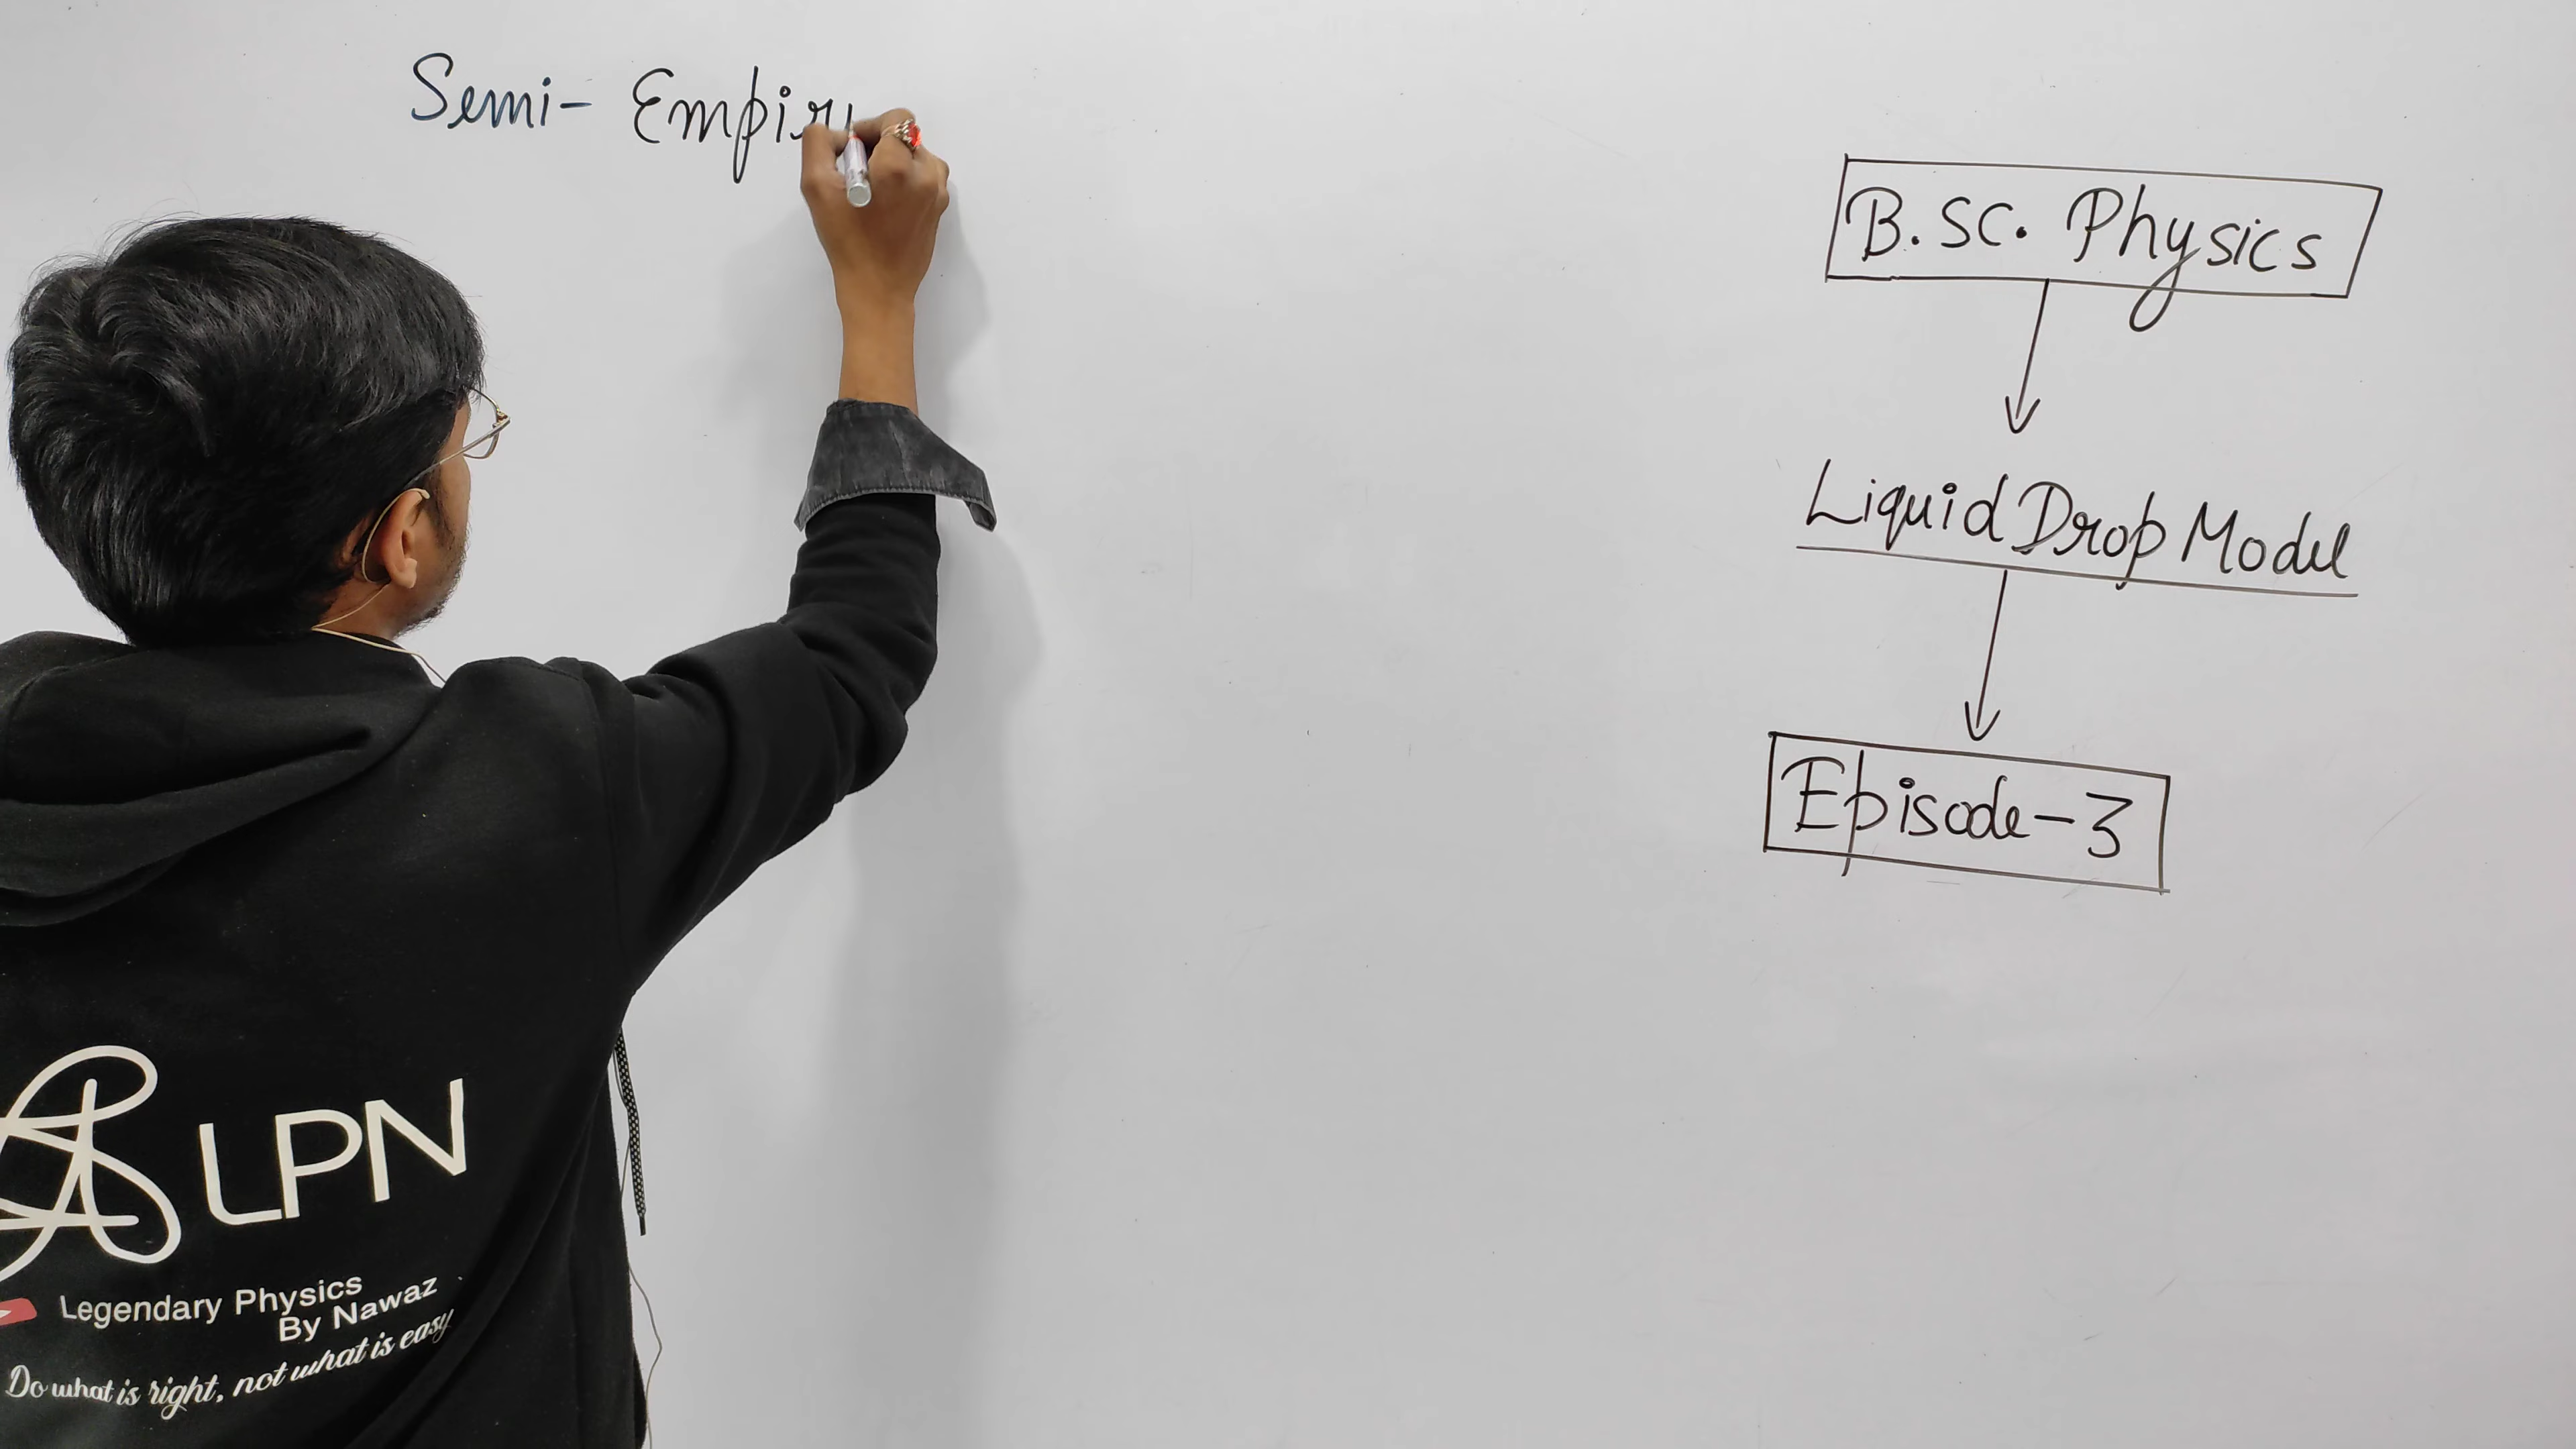 Semi- Empiri
B.Sc. Physics
Liquid Drop Model
Episode-3
LPN
Legendary Physics
By Nawaz
Do what is right, not what is easy